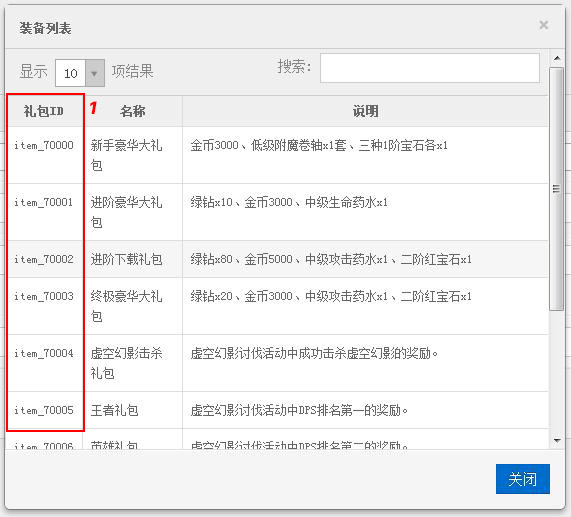 装备列表
×
显示 10 项结果 搜索:
礼包ID 1 名称 说明
item_70000 新手豪华大礼包 金币3000、低级附魔卷轴x1套、三种1阶宝石各x1
item_70001 进阶豪华大礼包 绿钻x10、金币3000、中级生命药水x1
item_70002 进阶下载礼包 绿钻x80、金币5000、中级攻击药水x1、二阶红宝石x1
item_70003 终极豪华大礼包 绿钻x20、金币3000、中级攻击药水x1、二阶红宝石x1
item_70004 虚空幻影击杀礼包 虚空幻影讨伐活动中成功击杀虚空幻影的奖励。
item_70005 王者礼包 虚空幻影讨伐活动中DPS排名第一的奖励。
item_70006 英雄礼包 虚空幻影讨伐活动中DPS排名第二的奖励。
关闭